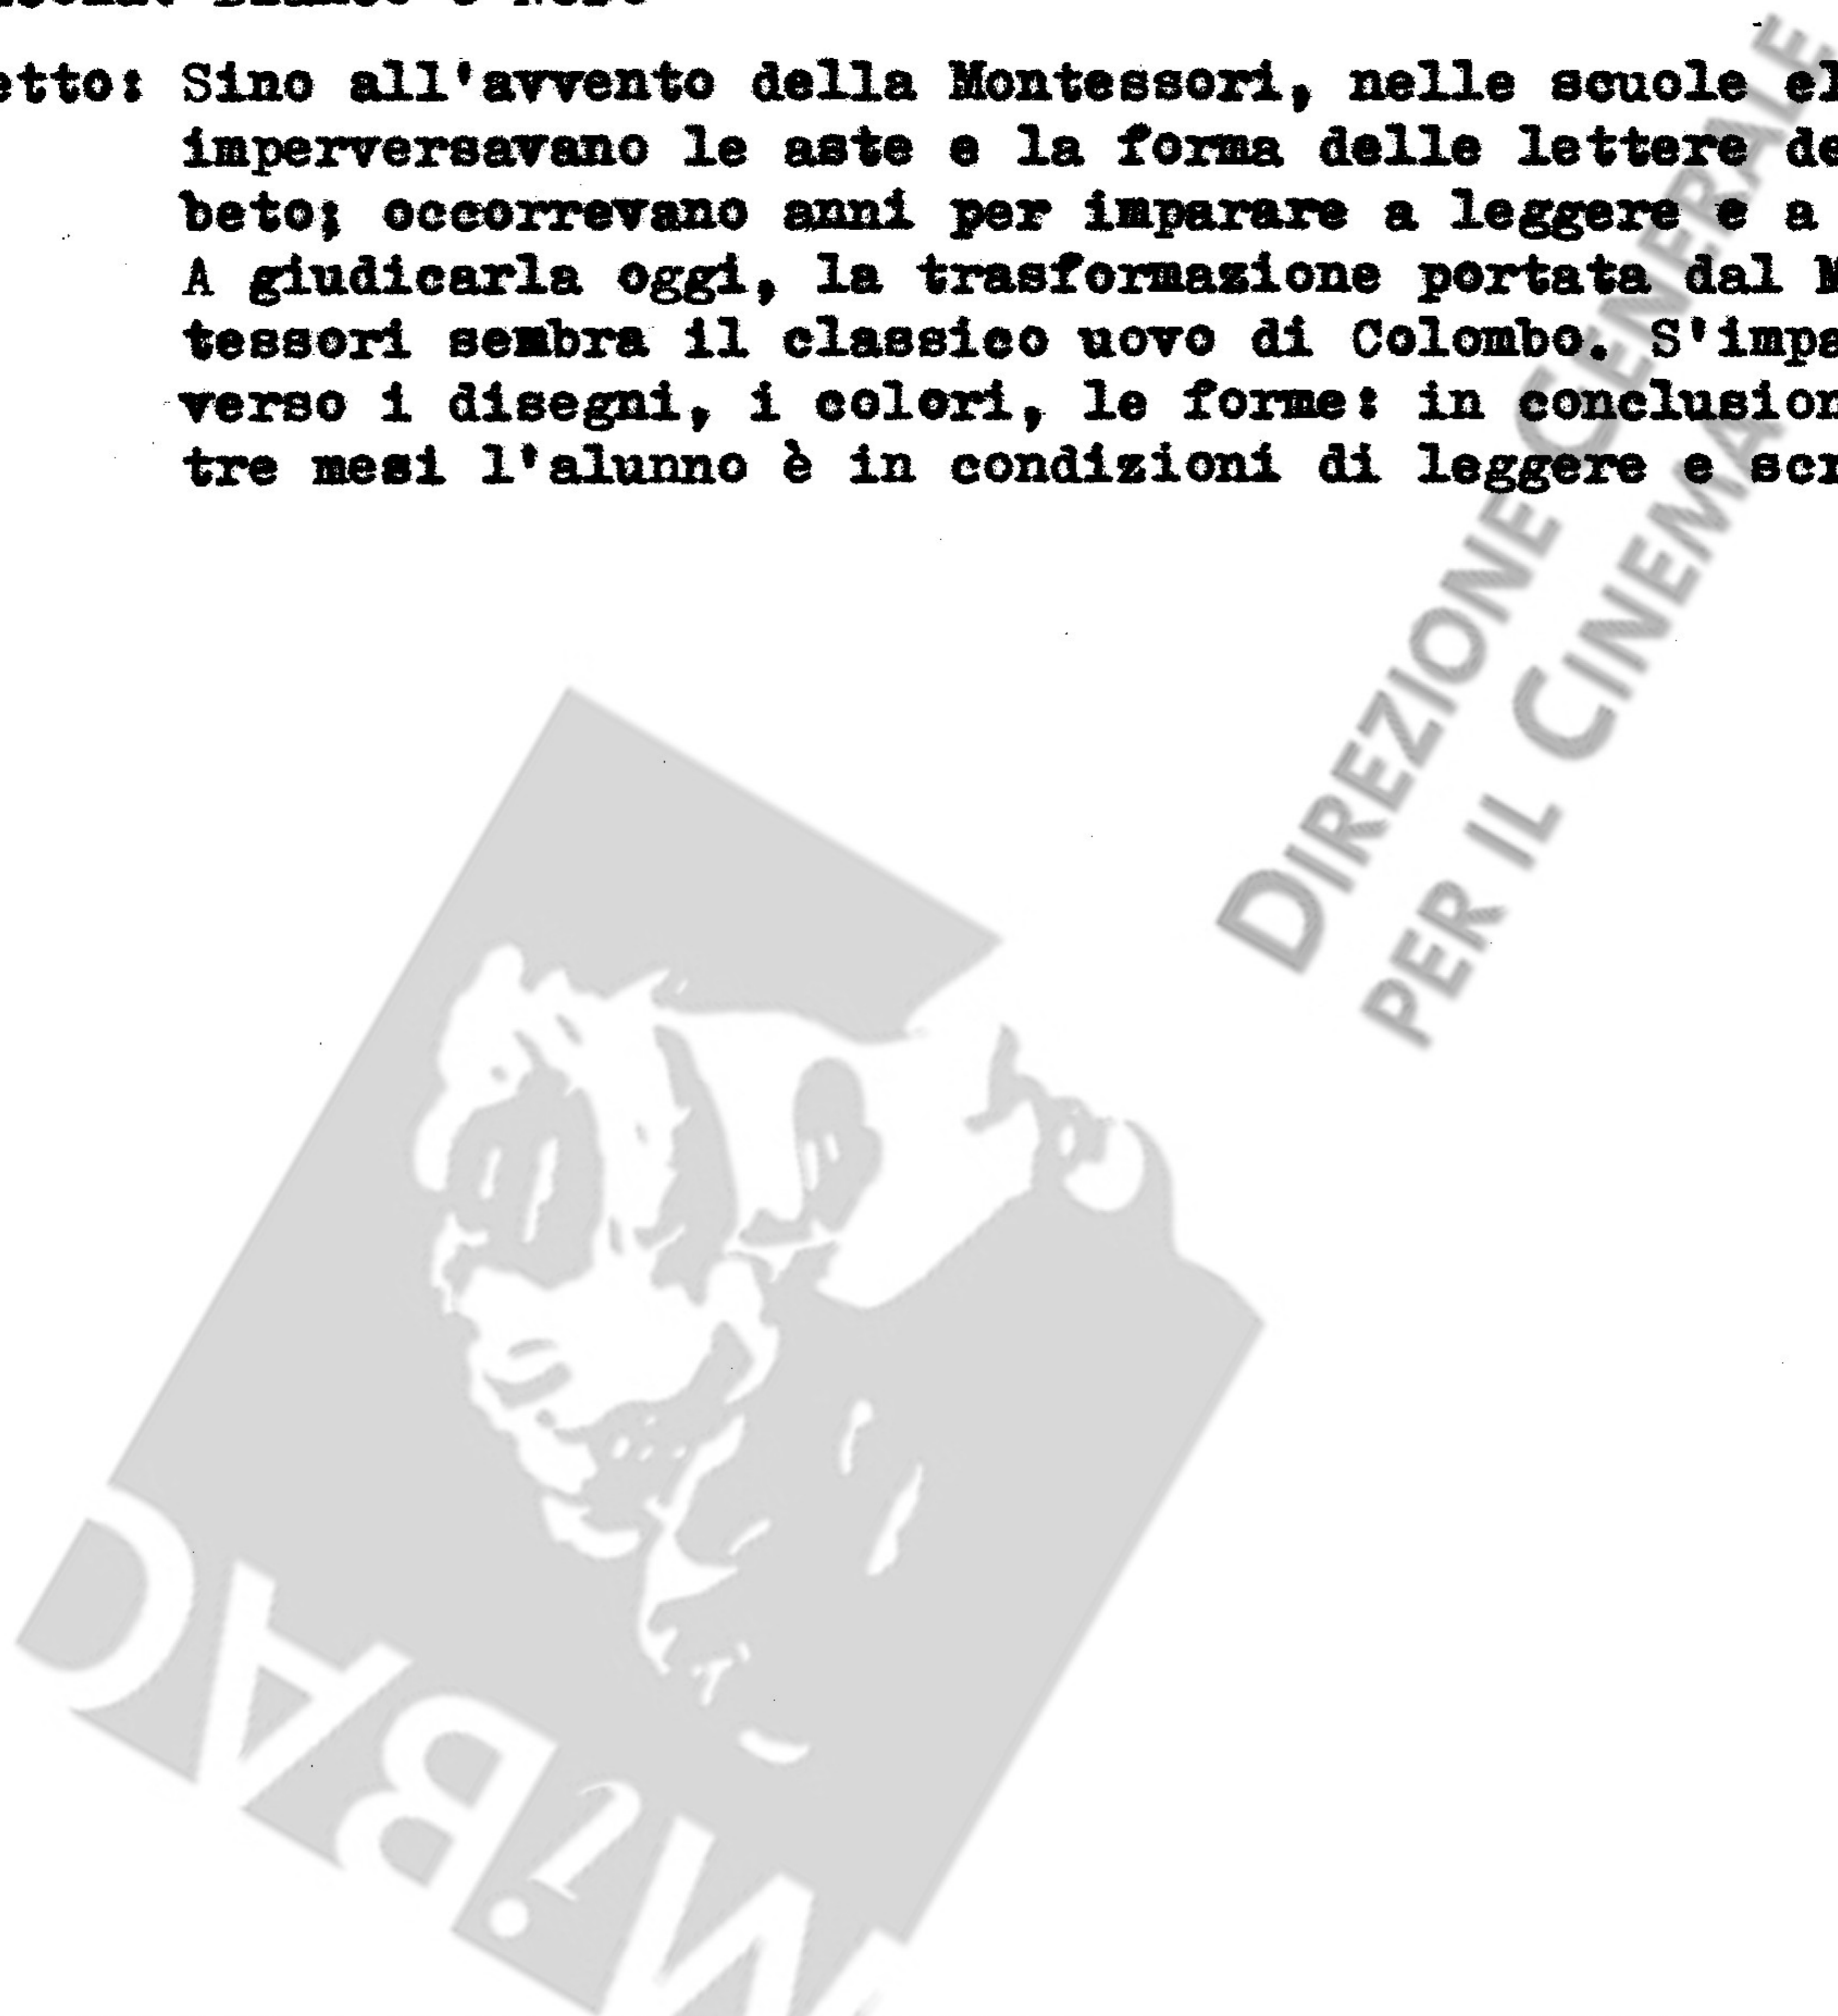 Bianco e Nero
etto: Sino all'avvento della Montessori, nelle scuole el
imperversavano le aste e la forma delle lettere de
beto; occorrevano anni per imparare a leggere e a
A giudicarla oggi, la trasformazione portata dal M
tessori sembra il classico uovo di Colombo. S'impa
verso i disegni, i colori, le forme: in conclusion
tre mesi l'alunno è in condizioni di leggere e scr
DIREZIONE GENERALE
PER IL CINEMA
MiBAC